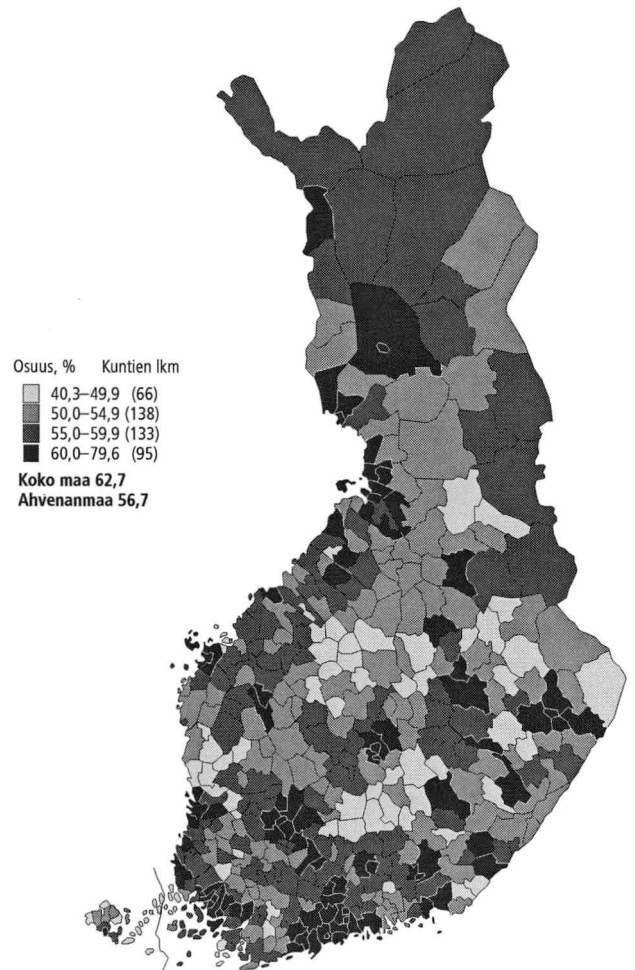 Osuus, % Kuntien lkm
40,3–49,9 (66)
50,0–54,9 (138)
55,0–59,9 (133)
60,0–79,6 (95)
Koko maa 62,7
Ahvenanmaa 56,7